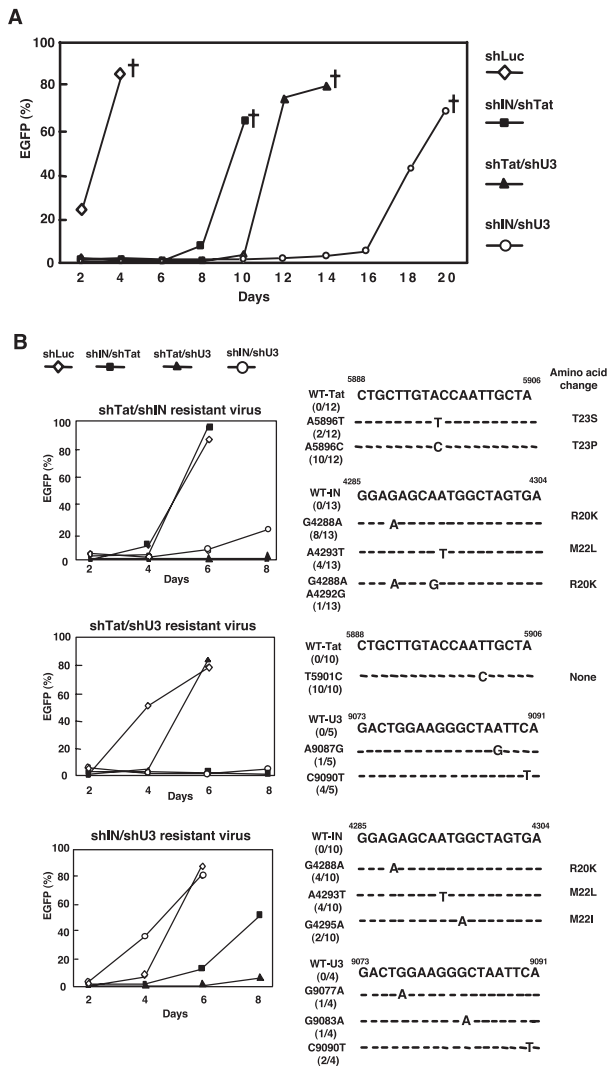 A
EGFP (%)
100
80
60
40
20
0
2 4 6 8 10 12 14 16 18 20
Days
† † † †
shLuc
shIN/shTat
shTat/shU3
shIN/shU3
B
shLuc shIN/shTat shTat/shU3 shIN/shU3
shTat/shIN resistant virus
EGFP (%)
100
80
60
40
20
0
2 4 6 8
Days
Amino acid
change
5888 5906
WT-Tat CTGCTTGTACCAATTGCTA
(0/12)
A5896T T T23S
(2/12)
A5896C C T23P
(10/12)
4285 4304
WT-IN GGAGAGCAATGGCTAGTGA
(0/13)
G4288A A R20K
(8/13)
A4293T T M22L
(4/13)
G4288A A G R20K
A4292G
(1/13)
shTat/shU3 resistant virus
EGFP (%)
100
80
60
40
20
0
2 4 6 8
Days
5888 5906
WT-Tat CTGCTTGTACCAATTGCTA
(0/10)
T5901C C None
(10/10)
9073 9091
WT-U3 GACTGGAAGGGCTAATTCA
(0/5)
A9087G G
(1/5)
C9090T T
(4/5)
shIN/shU3 resistant virus
EGFP (%)
100
80
60
40
20
0
2 4 6 8
Days
4285 4304
WT-IN GGAGAGCAATGGCTAGTGA
(0/10)
G4288A A R20K
(4/10)
A4293T T M22L
(4/10)
G4295A A M22I
(2/10)
9073 9091
WT-U3 GACTGGAAGGGCTAATTCA
(0/4)
G9077A A
(1/4)
G9083A A
(1/4)
C9090T T
(2/4)